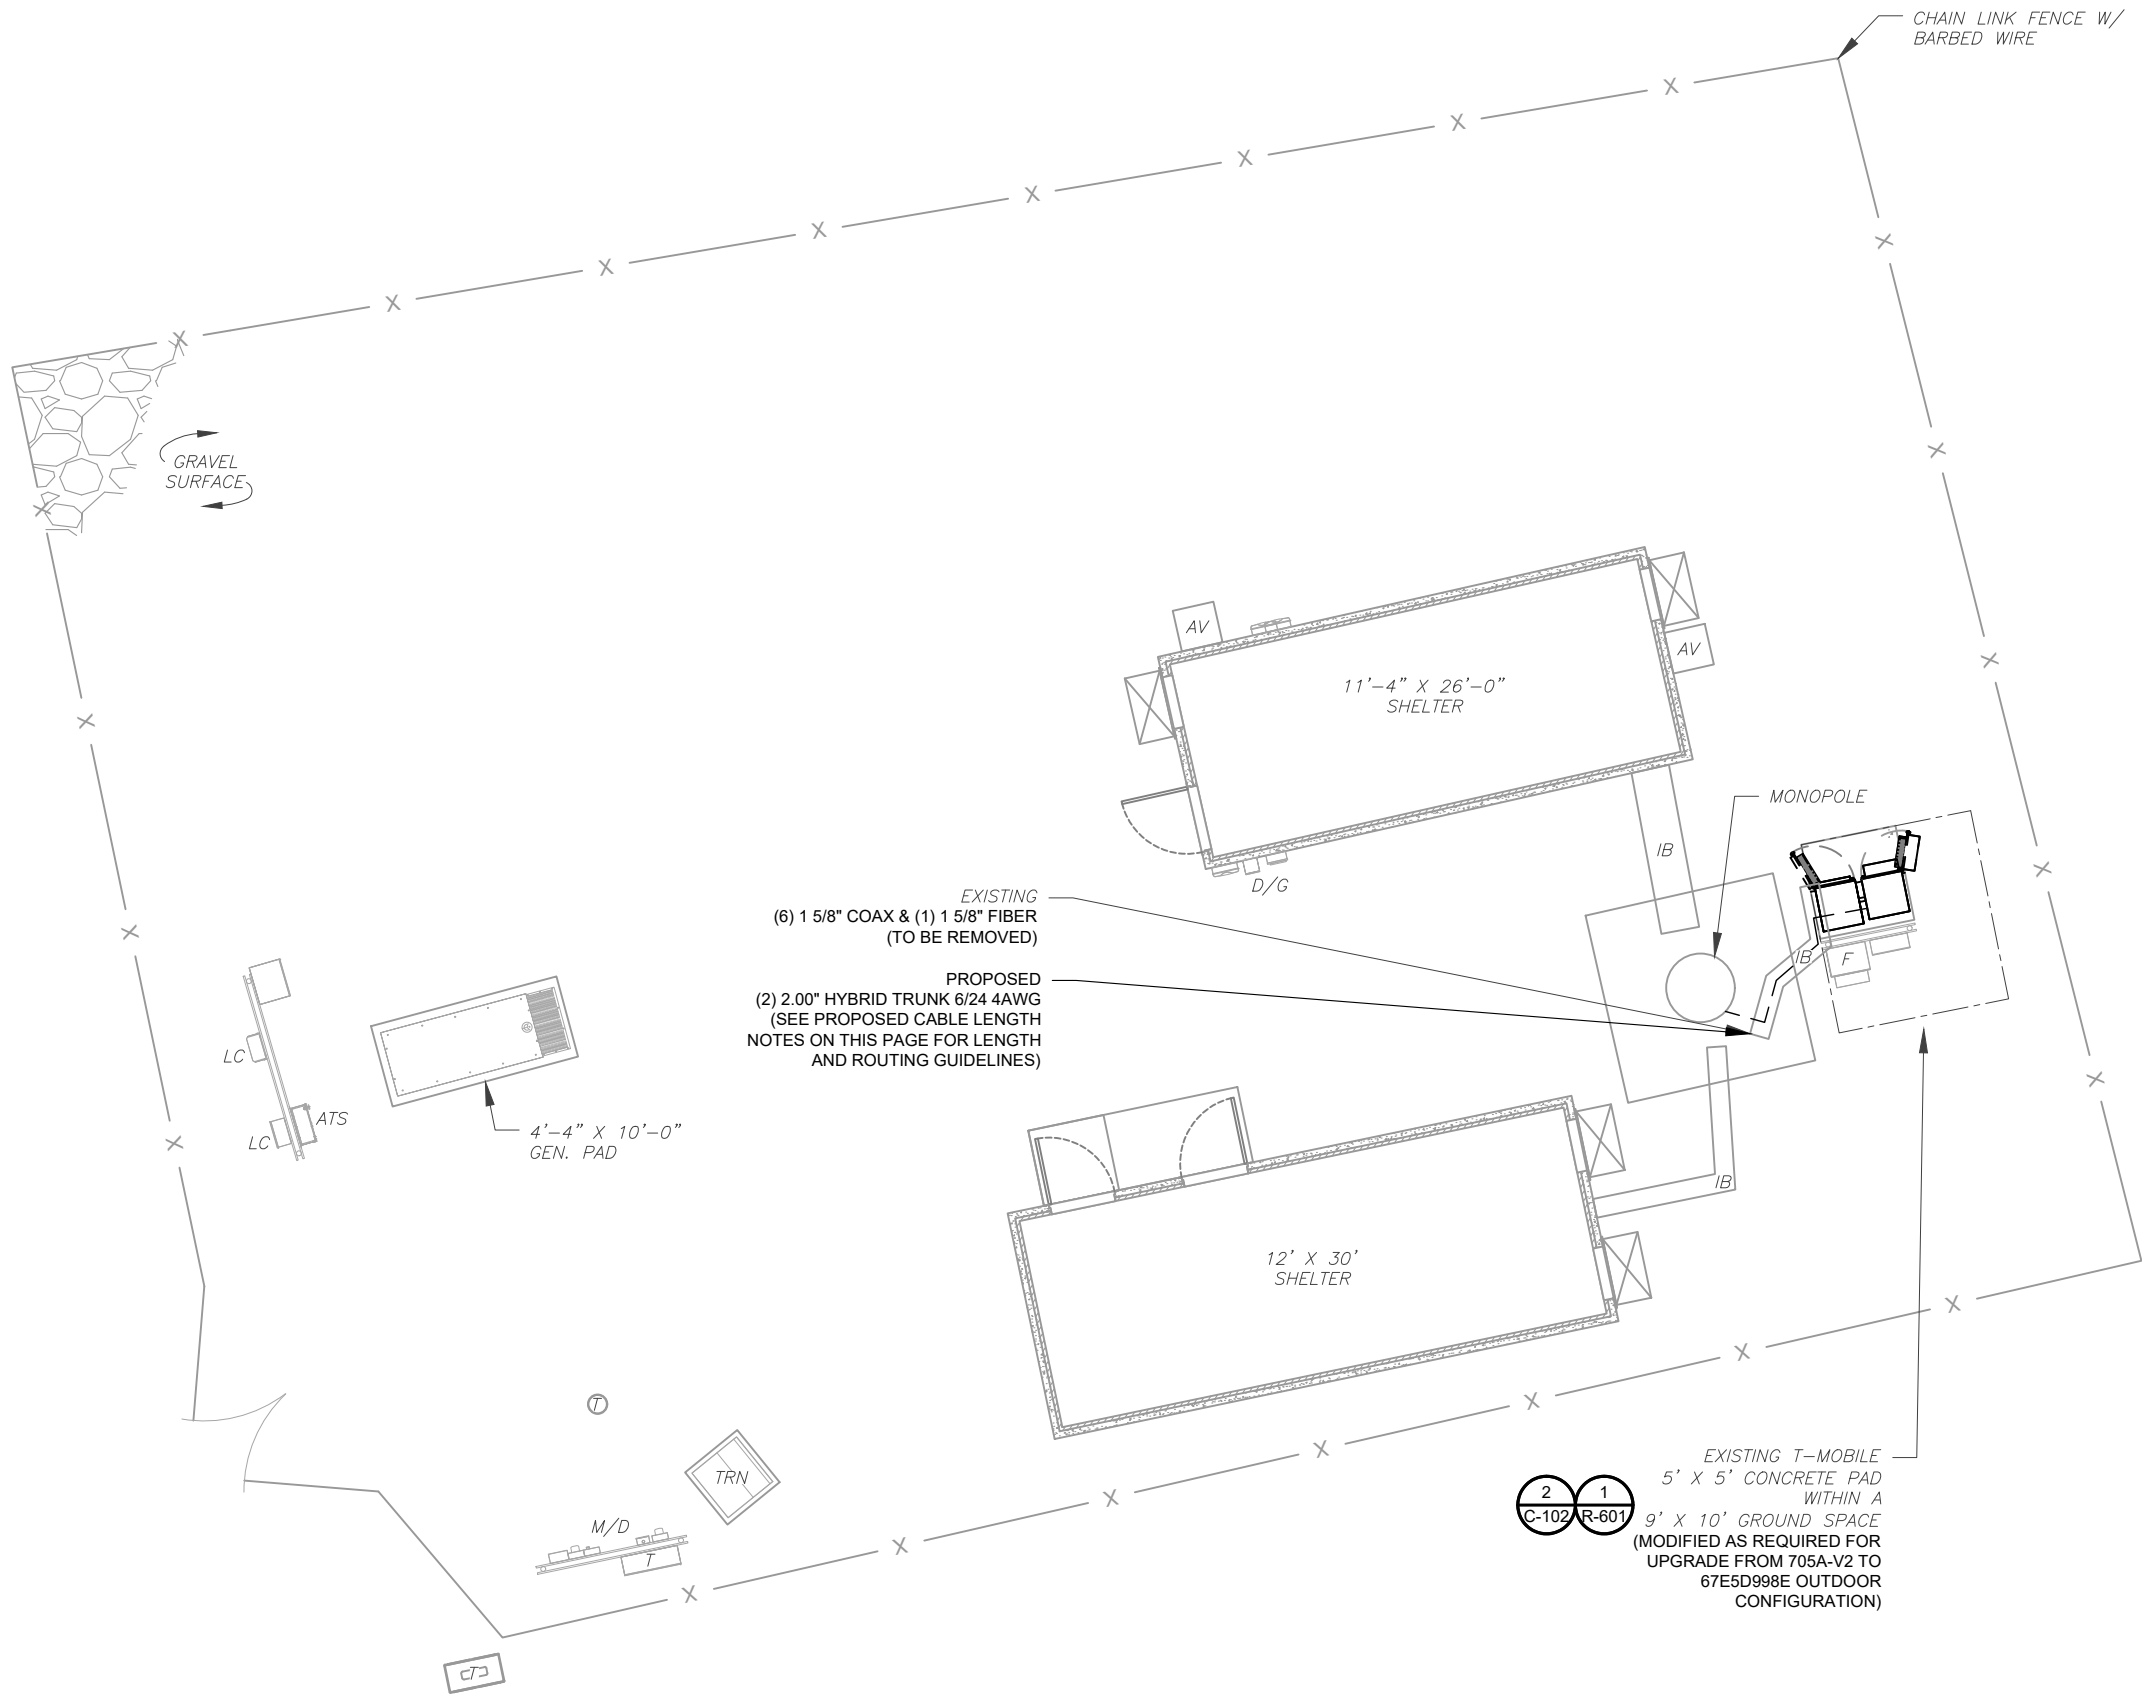 CHAIN LINK FENCE W/
BARBED WIRE
GRAVEL
SURFACE
AV
AV
11'-4" X 26'-0"
SHELTER
D/G
IB
MONOPOLE
EXISTING
(6) 1 5/8" COAX & (1) 1 5/8" FIBER
(TO BE REMOVED)
PROPOSED
(2) 2.00" HYBRID TRUNK 6/24 4AWG
(SEE PROPOSED CABLE LENGTH
NOTES ON THIS PAGE FOR LENGTH
AND ROUTING GUIDELINES)
IB
F
LC
LC
ATS
4'-4" X 10'-0"
GEN. PAD
IB
12' X 30'
SHELTER
T
TRN
M/D
T
T
2
C-102
1
R-601
EXISTING T-MOBILE
5' X 5' CONCRETE PAD
WITHIN A
9' X 10' GROUND SPACE
(MODIFIED AS REQUIRED FOR
UPGRADE FROM 705A-V2 TO
67E5D998E OUTDOOR
CONFIGURATION)